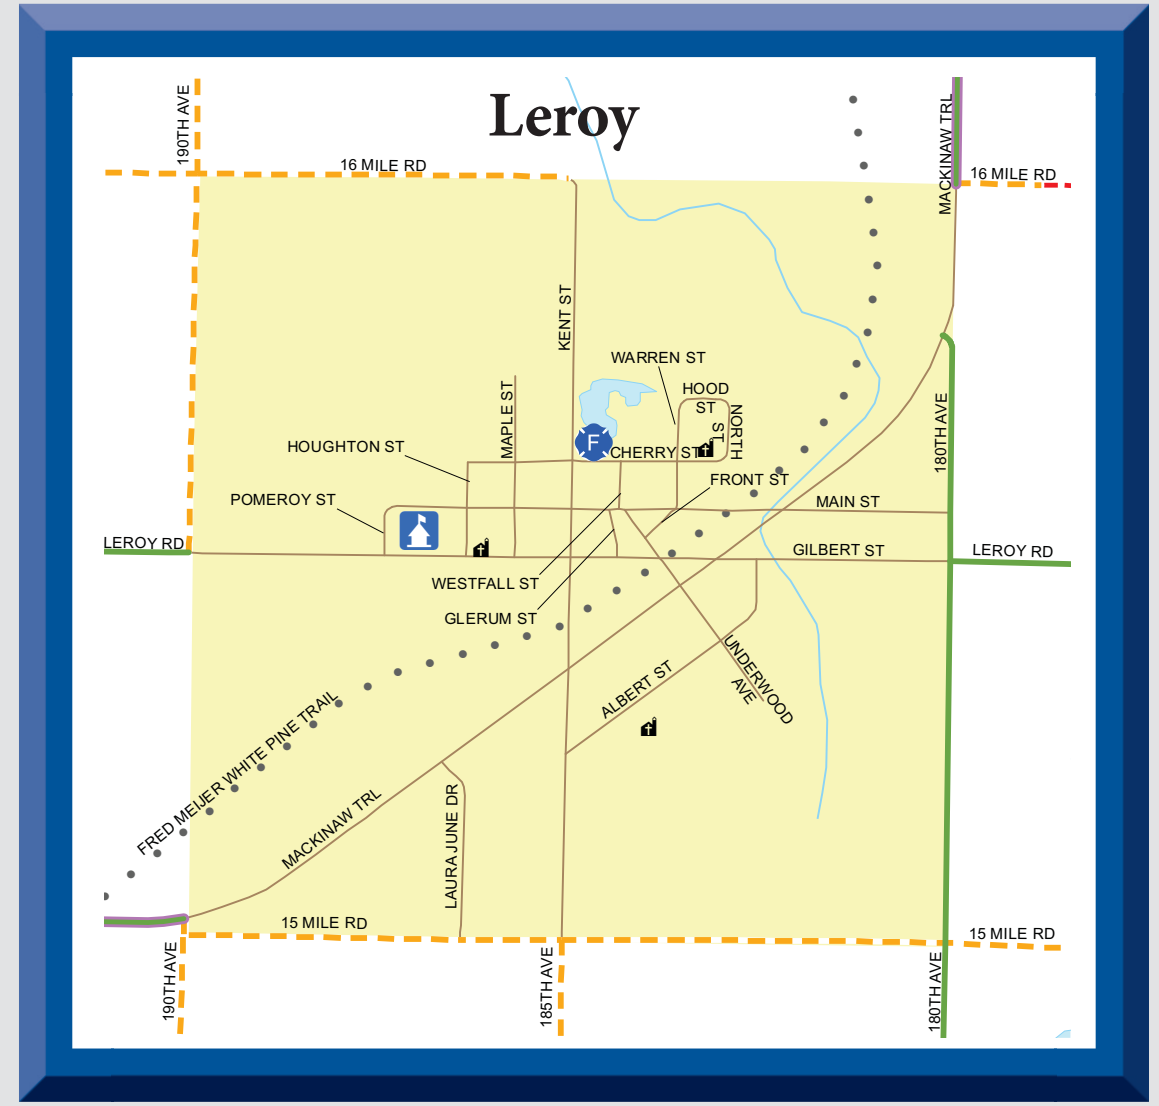 Leroy
190TH AVE
MACKINAW TRL
16 MILE RD
16 MILE RD
KENT ST
WARREN ST
HOOD
ST
NORTH
ST
MAPLE ST
180TH AVE
F
HOUGHTON ST
CHERRY ST
FRONT ST
POMEROY ST
MAIN ST
LEROY RD
GILBERT ST
LEROY RD
WESTFALL ST
GLERUM ST
UNDERWOOD
AVE
ALBERT ST
FRED MEIJER WHITE PINE TRAIL
MACKINAW TRL
LAURA JUNE DR
15 MILE RD
15 MILE RD
190TH AVE
185TH AVE
180TH AVE